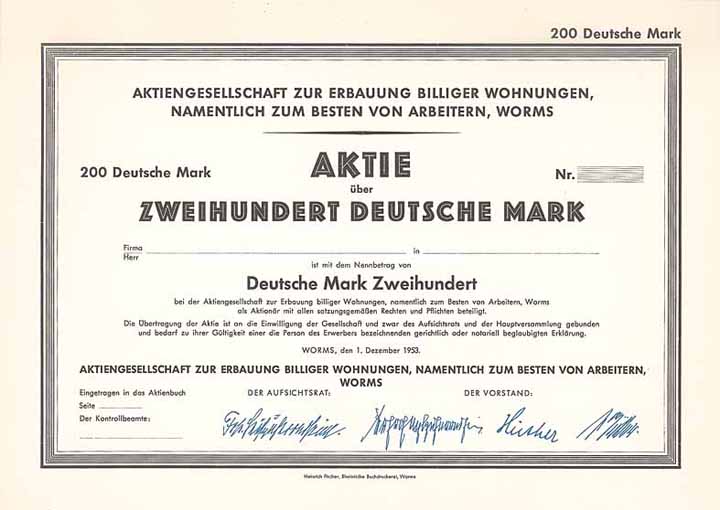 200 Deutsche Mark
AKTIENGESELLSCHAFT ZUR ERBAUUNG BILLIGER WOHNUNGEN,
NAMENTLICH ZUM BESTEN VON ARBEITERN, WORMS
200 Deutsche Mark
AKTIE
Nr.
über
ZWEIHUNDERT DEUTSCHE MARK
Firma
Herr
in
ist mit dem Nennbetrag von
Deutsche Mark Zweihundert
bei der Aktiengesellschaft zur Erbauung billiger Wohnungen, namentlich zum Besten von Arbeitern, Worms
als Aktionär mit allen satzungsgemäßen Rechten und Pflichten beteiligt.
Die Übertragung der Aktie ist an die Einwilligung der Gesellschaft und zwar des Aufsichtsrats und der Hauptversammlung gebunden
und bedarf zu ihrer Gültigkeit einer die Person des Erwerbers bezeichnenden gerichtlich oder notariell beglaubigten Erklärung.
WORMS, den 1. Dezember 1953.
AKTIENGESELLSCHAFT ZUR ERBAUUNG BILLIGER WOHNUNGEN, NAMENTLICH ZUM BESTEN VON ARBEITERN,
WORMS
Eingetragen in das Aktienbuch
DER AUFSICHTSRAT:
DER VORSTAND:
Seite
Der Kontrollbeamte:
Heinrich Fischer, Rheinische Buchdruckerei, Worms